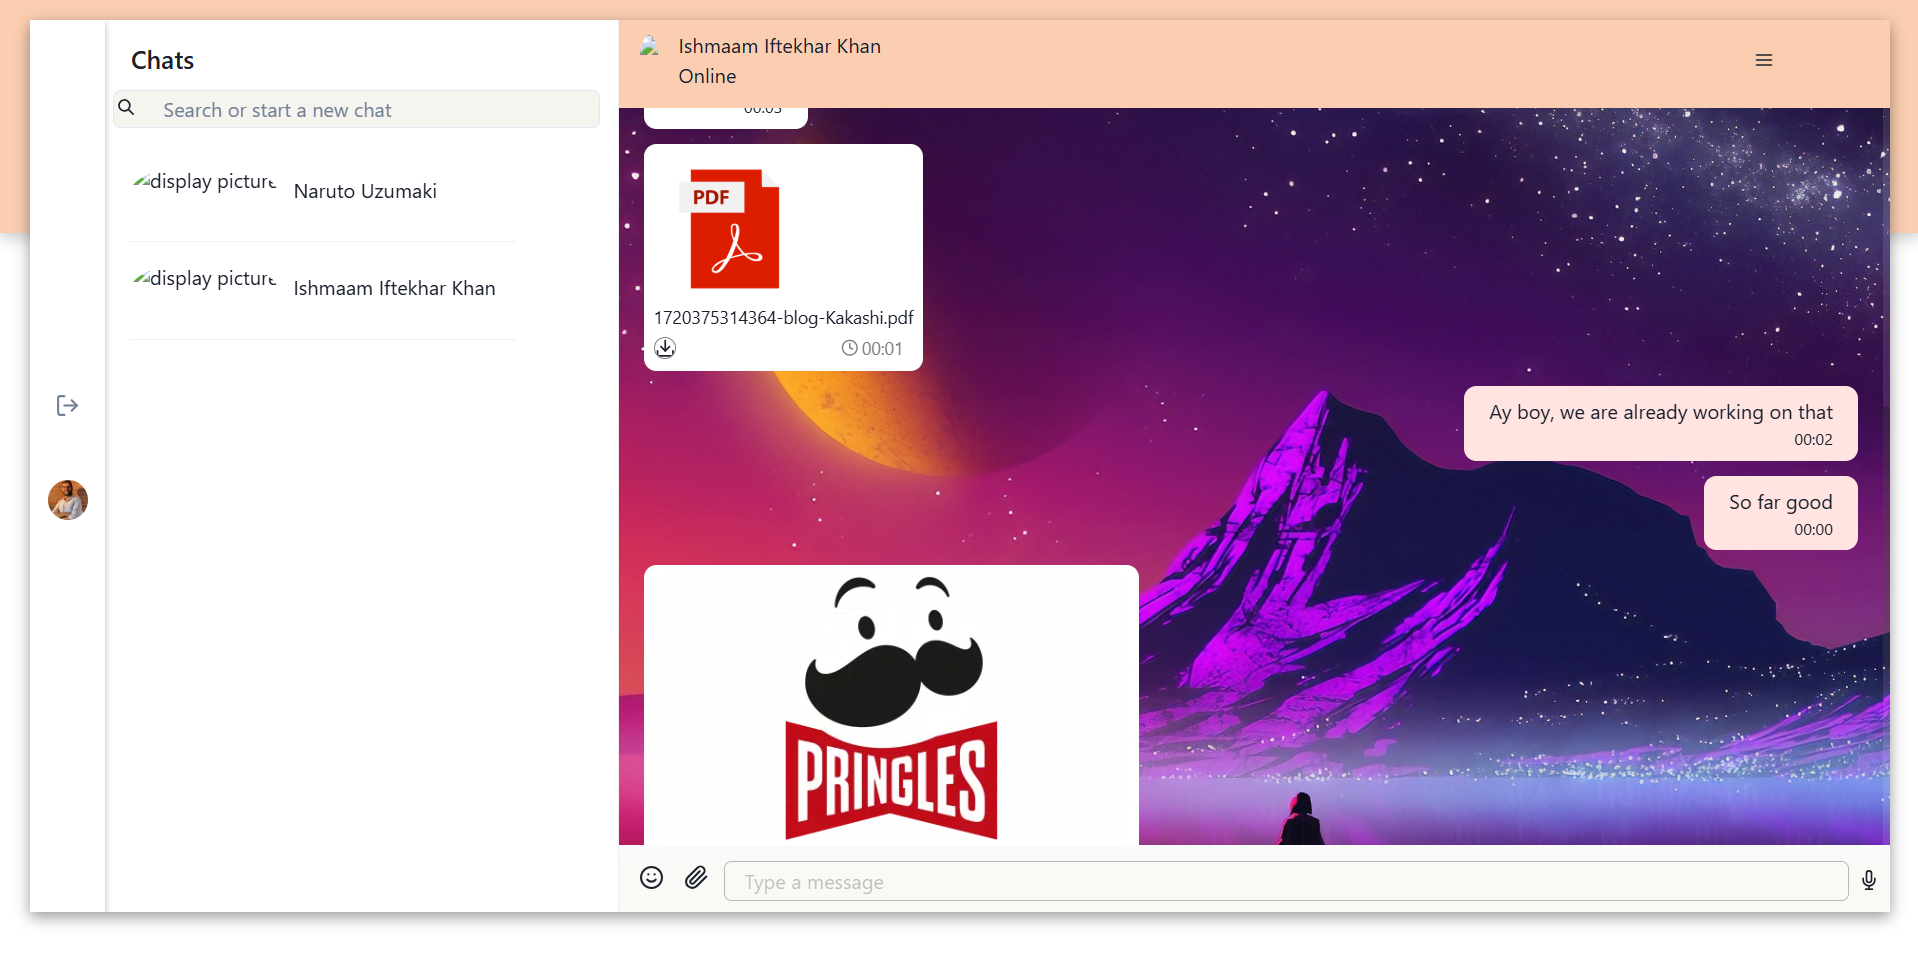 Chats
Search or start a new chat
display picture
Naruto Uzumaki
display picture
Ishmaam Iftekhar Khan
Ishmaam Iftekhar Khan
Online
00:03
PDF
1720375314364-blog-Kakashi.pdf
00:01
Ay boy, we are already working on that
00:02
So far good
00:00
PRINGLES
Type a message